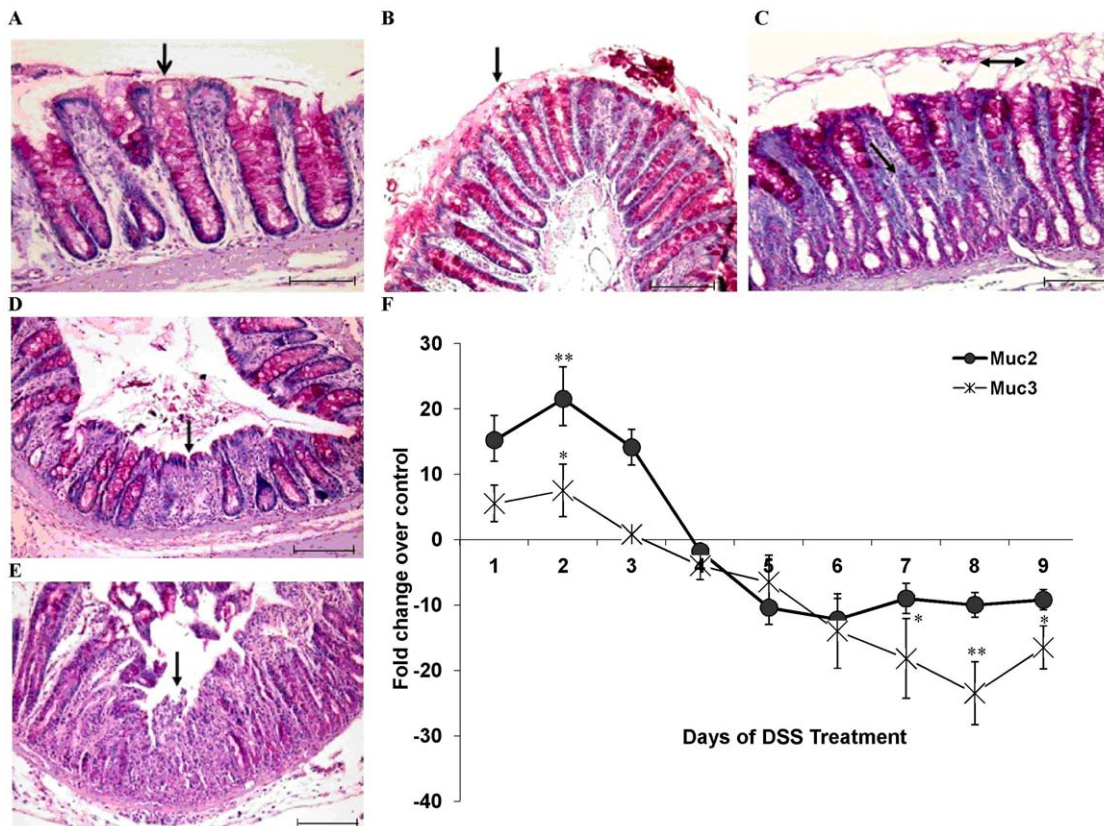 A
B
C
D
E
F
30
20
10
0
-10
-20
-30
-40
Fold change over control
1 2 3 4 5 6 7 8 9
**
*
*
**
*
Muc2
Muc3
Days of DSS Treatment